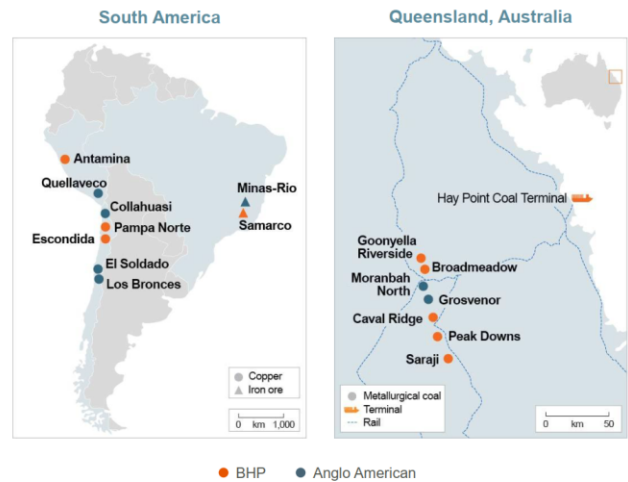 South America
Queensland, Australia
Antamina
Quellaveco
Collahuasi
Pampa Norte
Escondida
El Soldado
Los Bronces
Minas-Rio
Samarco
Copper
Iron ore
0 km 1,000
Hay Point Coal Terminal
Goonyella
Riverside
Broadmeadow
Moranbah
North
Grosvenor
Caval Ridge
Peak Downs
Saraji
Metallurgical coal
Terminal
Rail
0 km 50
BHP
Anglo American